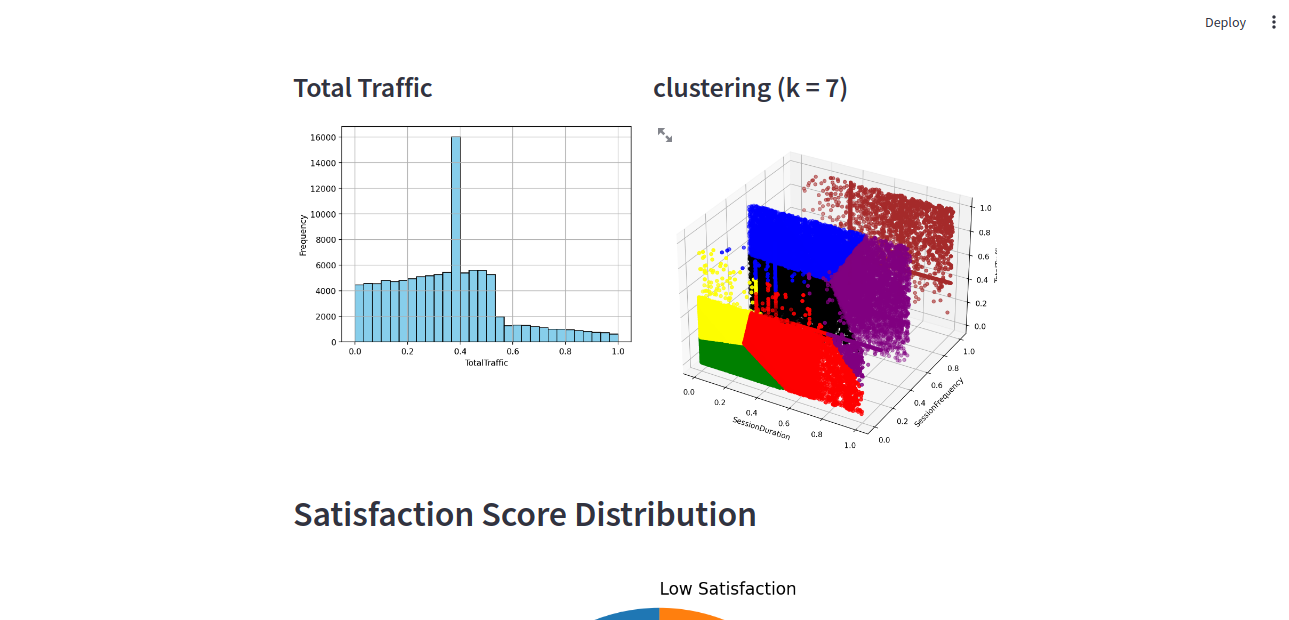 Deploy
Total Traffic
clustering (k = 7)
16000
14000
12000
10000
8000
6000
4000
2000
0
Frequency
0.0 0.2 0.4 0.6 0.8 1.0
TotalTraffic
1.0
0.8
0.6
0.4
0.2
0.0
1.0
0.8
0.6
0.4
0.2
0.0
SessionFrequency
0.0
0.2
0.4
0.6
0.8
1.0
SessionDuration
Satisfaction Score Distribution
Low Satisfaction